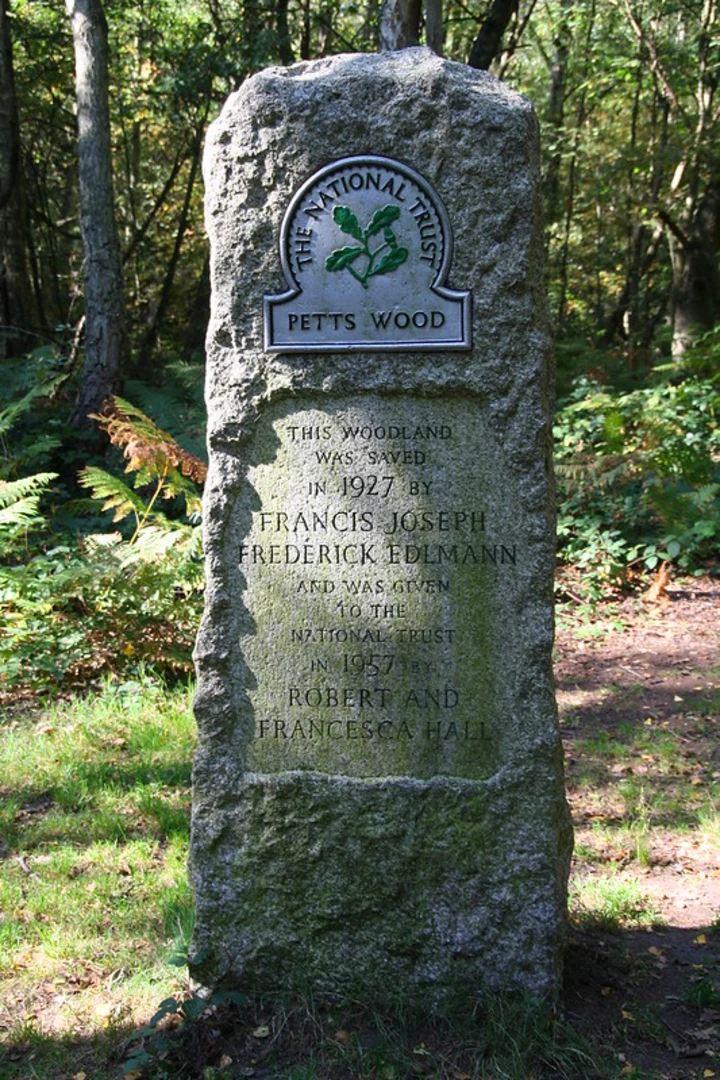 THE NATIONAL TRUST
PETTS WOOD
THIS WOODLAND
WAS SAVED
IN 1927 BY
FRANCIS JOSEPH
FREDERICK EDLMANN
AND WAS GIVEN
TO THE
NATIONAL TRUST
IN 1957 BY
ROBERT AND
FRANCESCA HALL